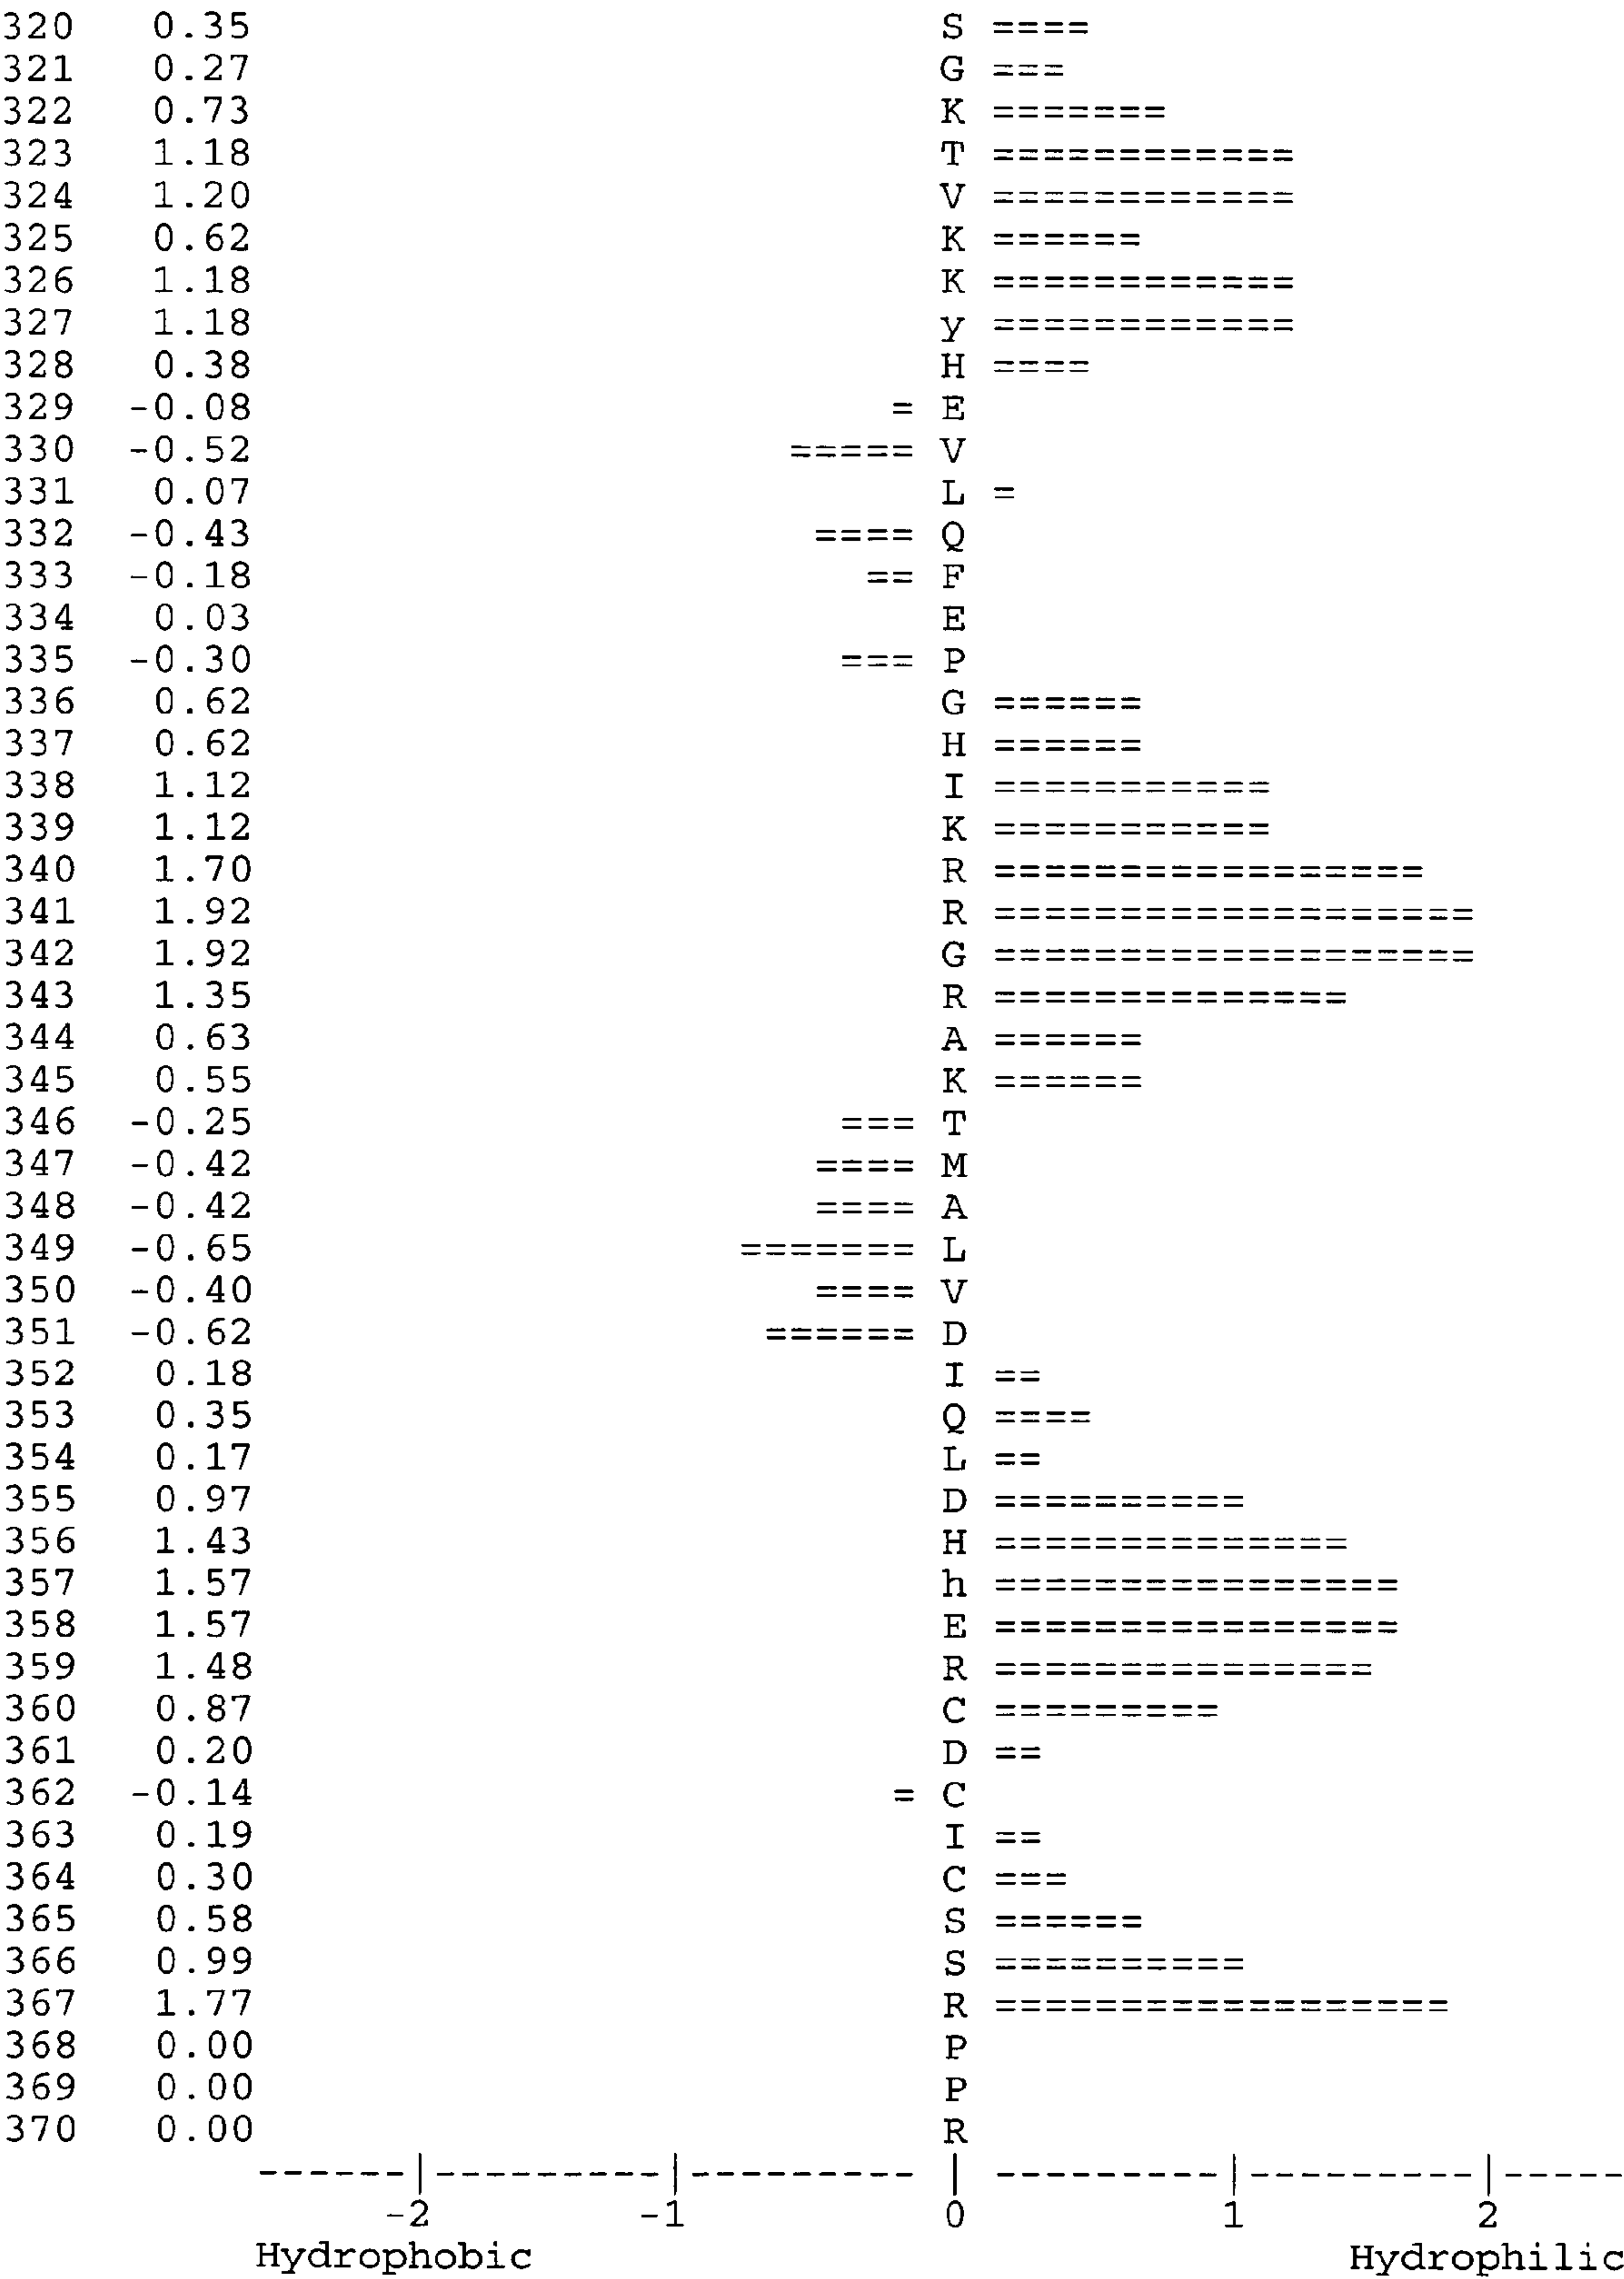 320 0.35 S ====
321 0.27 G ===
322 0.73 K =======
323 1.18 T ============
324 1.20 V ============
325 0.62 K ======
326 1.18 K ============
327 1.18 y ============
328 0.38 H ====
329 -0.08 = E
330 -0.52 ===== V
331 0.07 L =
332 -0.43 ==== Q
333 -0.18 == F
334 0.03 E
335 -0.30 === P
336 0.62 G ======
337 0.62 H ======
338 1.12 I ===========
339 1.12 K ===========
340 1.70 R =================
341 1.92 R ===================
342 1.92 G ===================
343 1.35 R ==============
344 0.63 A ======
345 0.55 K ======
346 -0.25 === T
347 -0.42 ==== M
348 -0.42 ==== A
349 -0.65 ======= L
350 -0.40 ==== V
351 -0.62 ====== D
352 0.18 I ==
353 0.35 Q ====
354 0.17 L ==
355 0.97 D ==========
356 1.43 H ==============
357 1.57 h ================
358 1.57 E ================
359 1.48 R ===============
360 0.87 C =========
361 0.20 D ==
362 -0.14 = C
363 0.19 I ==
364 0.30 C ===
365 0.58 S ======
366 0.99 S ==========
367 1.77 R ==================
368 0.00 P
369 0.00 P
370 0.00 R
------|---------|--------- | ---------|---------|-----
-2 -1 0 1 2
Hydrophobic Hydrophilic